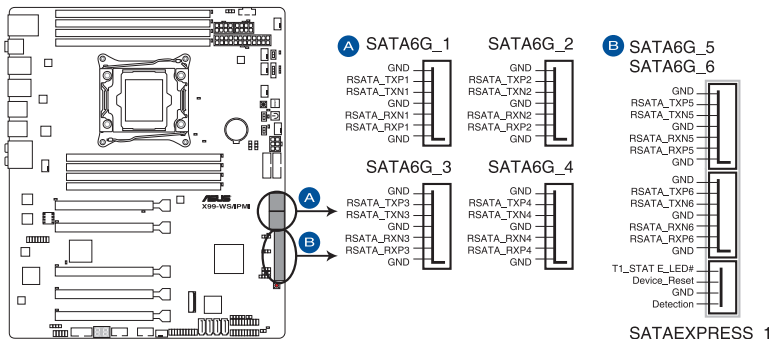 /ISUS
X99-WS/IPMI
A
B
A SATA6G_1
GND
RSATA_TXP1
RSATA_TXN1
GND
RSATA_RXN1
RSATA_RXP1
GND
SATA6G_2
GND
RSATA_TXP2
RSATA_TXN2
GND
RSATA_RXN2
RSATA_RXP2
GND
SATA6G_3
GND
RSATA_TXP3
RSATA_TXN3
GND
RSATA_RXN3
RSATA_RXP3
GND
SATA6G_4
GND
RSATA_TXP4
RSATA_TXN4
GND
RSATA_RXN4
RSATA_RXP4
GND
B SATA6G_5
SATA6G_6
GND
RSATA_TXP5
RSATA_TXN5
GND
RSATA_RXN5
RSATA_RXP5
GND
GND
RSATA_TXP6
RSATA_TXN6
GND
RSATA_RXN6
RSATA_RXP6
GND
T1_STAT E_LED#
Device_Reset
GND
Detection
SATAEXPRESS_1